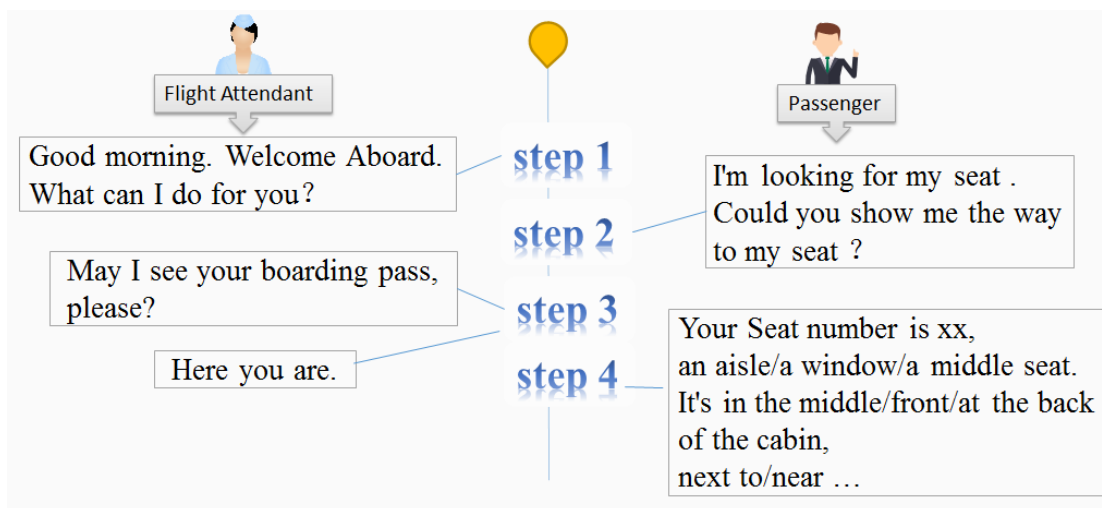 Flight Attendant
Passenger
Good morning. Welcome Aboard.
What can I do for you?
step 1
I'm looking for my seat .
Could you show me the way
to my seat ?
step 2
May I see your boarding pass,
please?
step 3
Here you are.
step 4
Your Seat number is xx,
an aisle/a window/a middle seat.
It's in the middle/front/at the back
of the cabin,
next to/near …